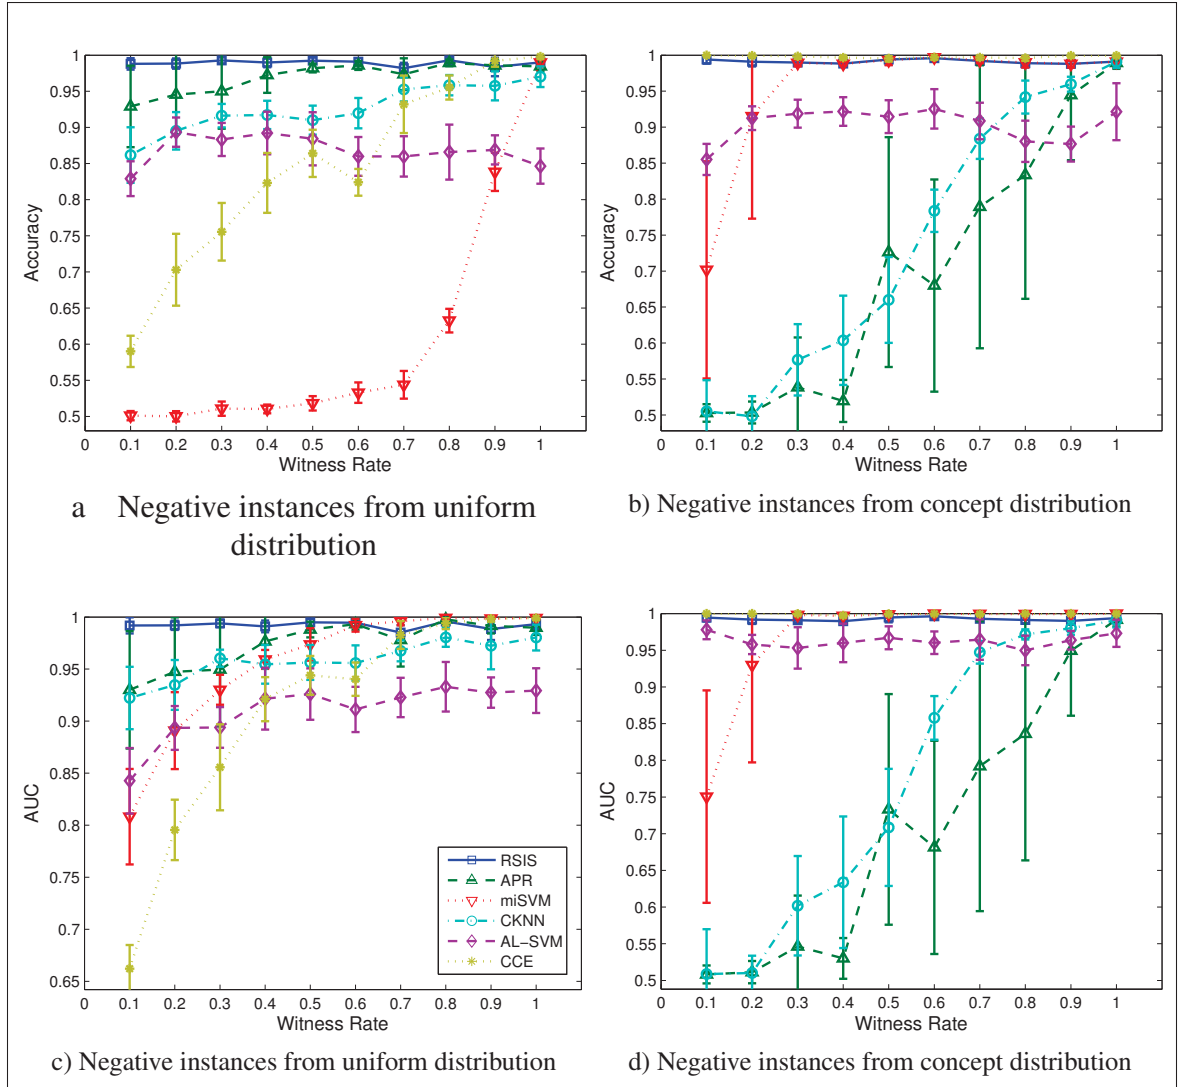 1
0.95
0.9
0.85
0.8
0.75
0.7
0.65
0.6
0.55
0.5
Accuracy
0 0.1 0.2 0.3 0.4 0.5 0.6 0.7 0.8 0.9 1
Witness Rate
a Negative instances from uniform
distribution
1
0.95
0.9
0.85
0.8
0.75
0.7
0.65
0.6
0.55
0.5
Accuracy
0 0.1 0.2 0.3 0.4 0.5 0.6 0.7 0.8 0.9 1
Witness Rate
b) Negative instances from concept distribution
1
0.95
0.9
0.85
0.8
0.75
0.7
0.65
AUC
RSIS
APR
miSVM
CKNN
AL-SVM
CCE
0 0.1 0.2 0.3 0.4 0.5 0.6 0.7 0.8 0.9 1
Witness Rate
c) Negative instances from uniform distribution
1
0.95
0.9
0.85
0.8
0.75
0.7
0.65
0.6
0.55
0.5
AUC
0 0.1 0.2 0.3 0.4 0.5 0.6 0.7 0.8 0.9 1
Witness Rate
d) Negative instances from concept distribution